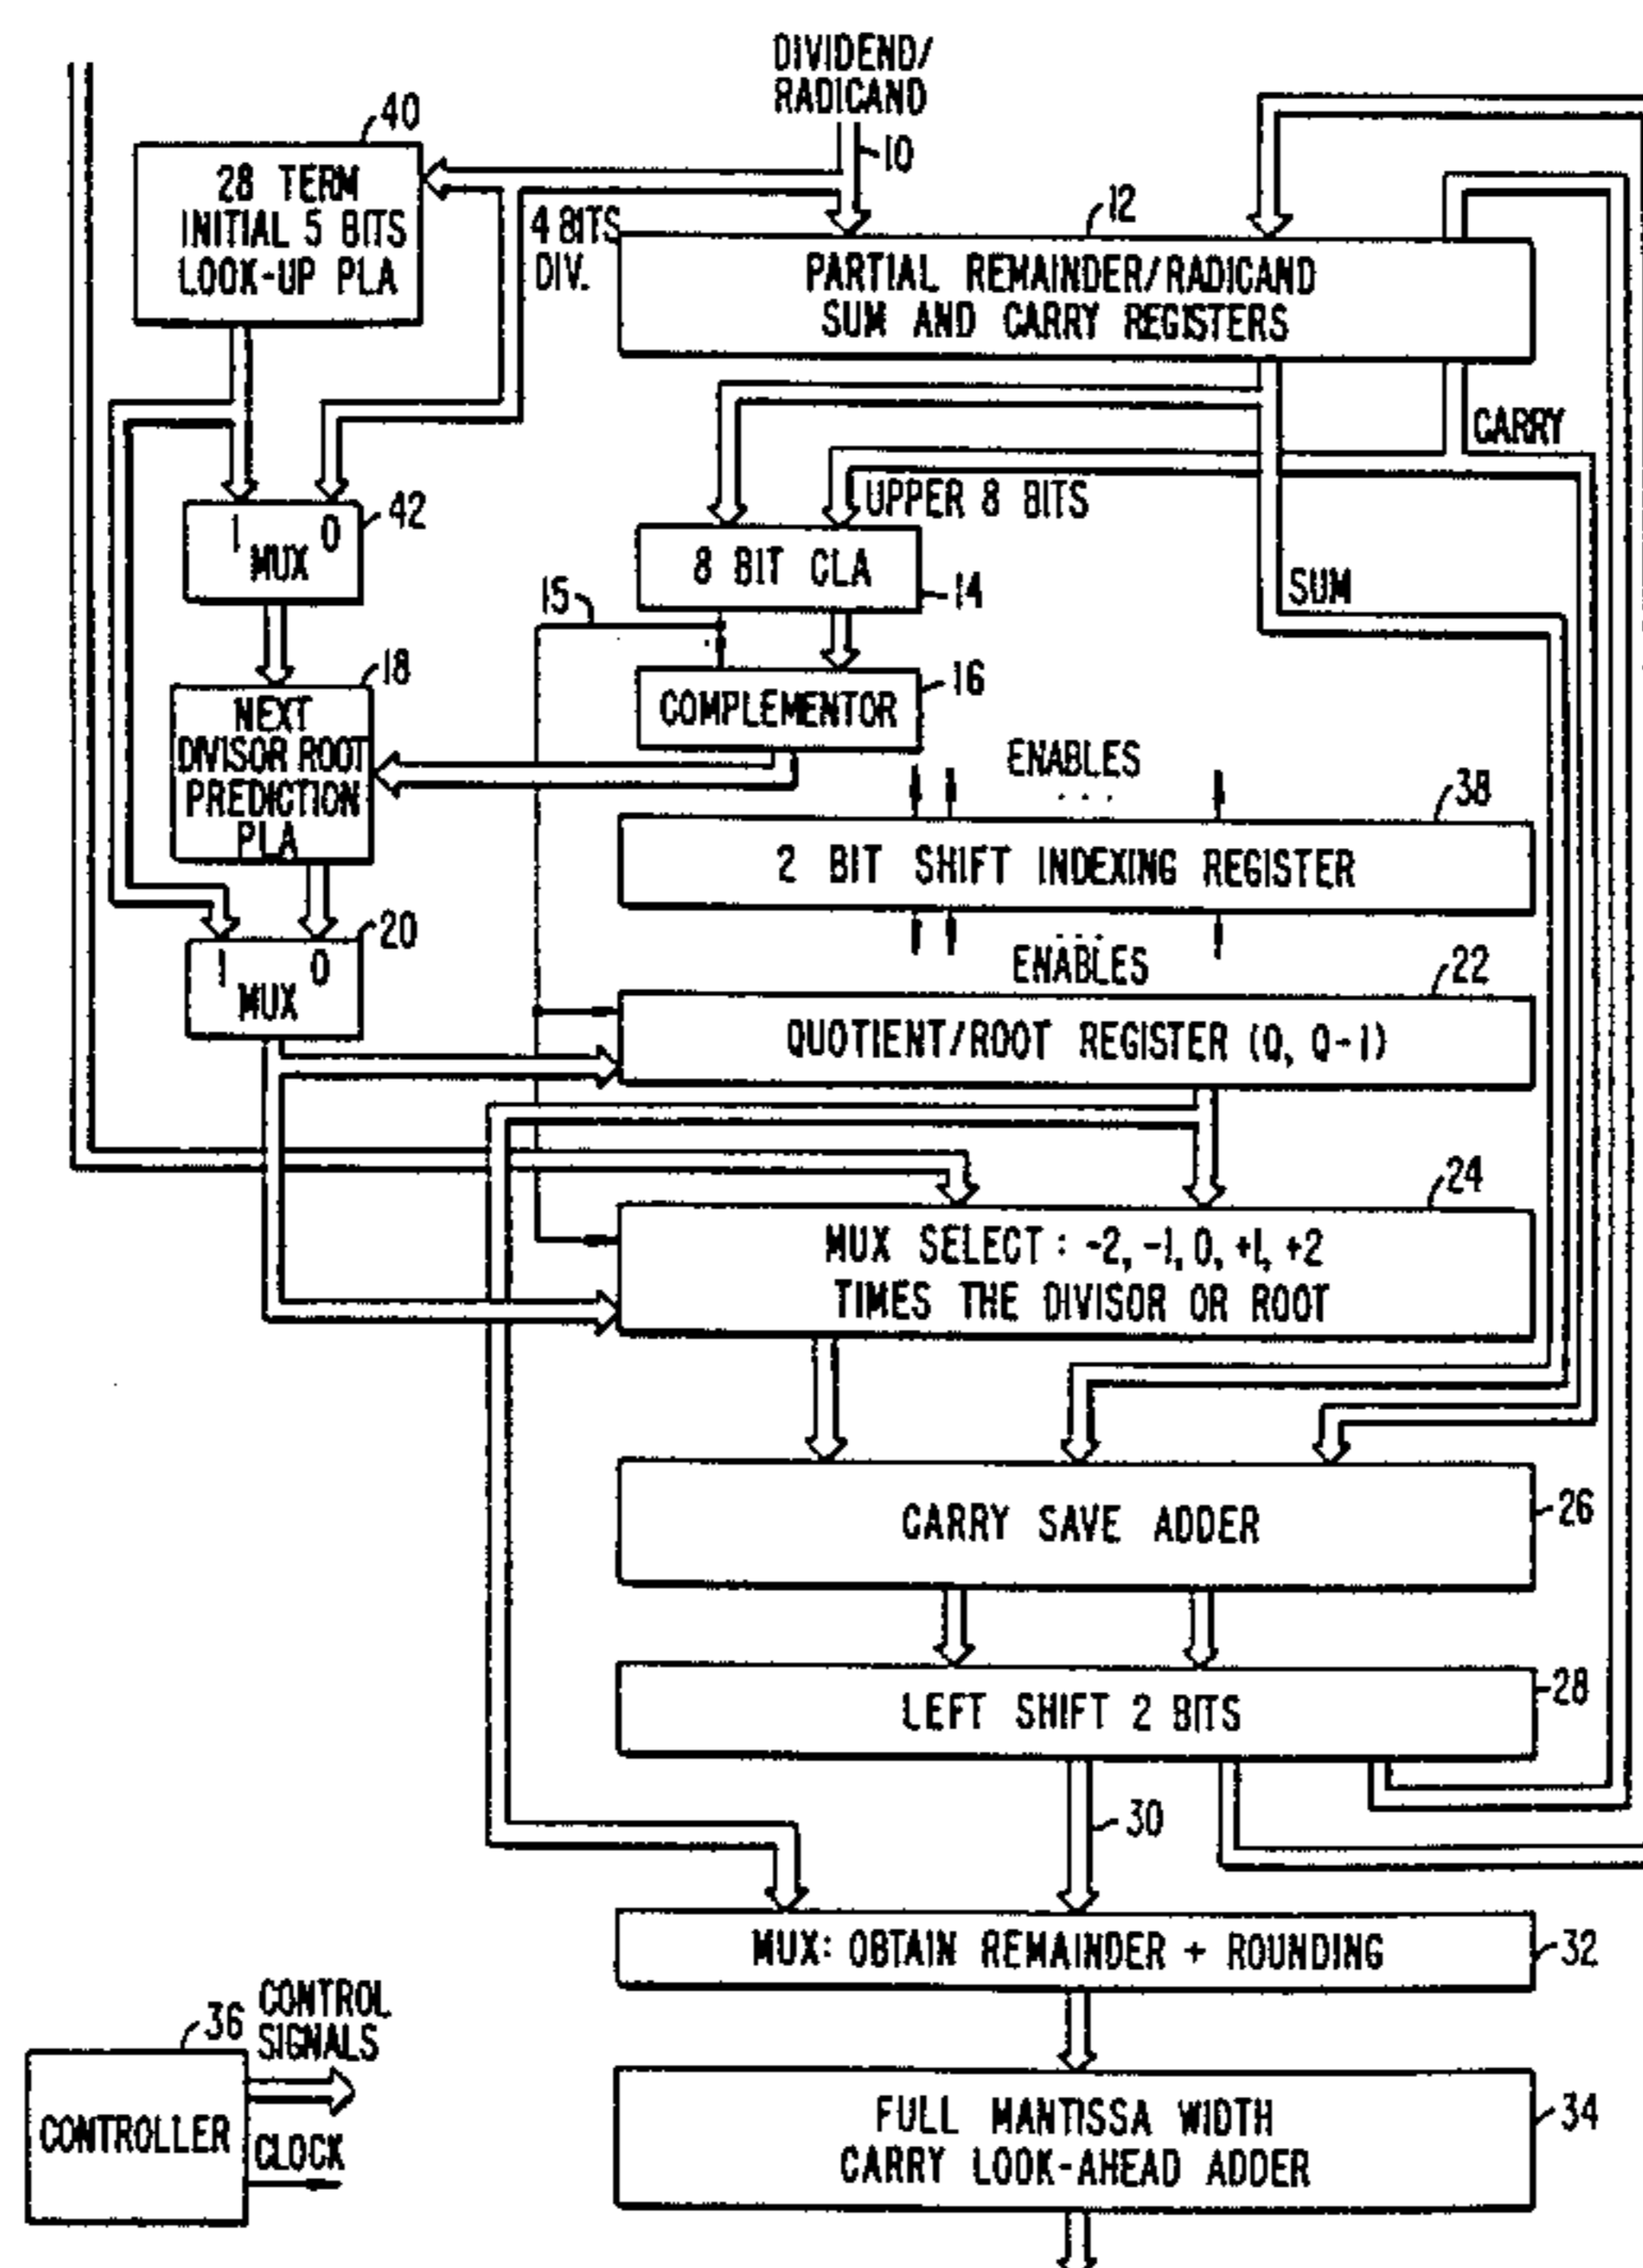 DIVIDEND/
RADICAND
10
40
28 TERM
INITIAL 5 BITS
LOOK-UP PLA
4 BITS
DIV.
12
PARTIAL REMAINDER/RADICAND
SUM AND CARRY REGISTERS
CARRY
UPPER 8 BITS
42
1 0
MUX
8 BIT CLA
14
SUM
15
18
NEXT
DIVISOR ROOT
PREDICTION
PLA
COMPLEMENTOR
16
ENABLES
. . .
38
2 BIT SHIFT INDEXING REGISTER
. . .
ENABLES
20
1 0
MUX
22
QUOTIENT/ROOT REGISTER (Q, Q-1)
24
MUX SELECT : -2, -1, 0, +1, +2
TIMES THE DIVISOR OR ROOT
CARRY SAVE ADDER
26
LEFT SHIFT 2 BITS
28
30
MUX: OBTAIN REMAINDER + ROUNDING
32
36
CONTROL
SIGNALS
CONTROLLER
CLOCK
FULL MANTISSA WIDTH
CARRY LOOK-AHEAD ADDER
34